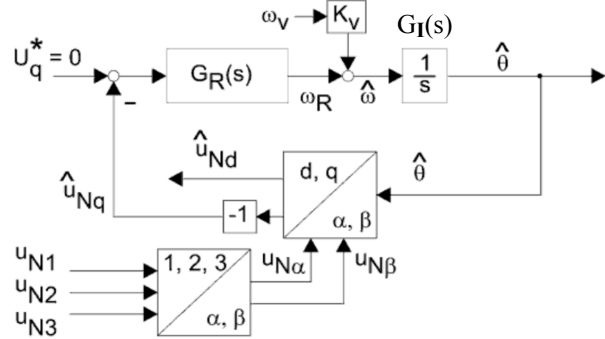 ω_v K_v G_I(s)
U_q^* = 0 G_R(s) ω_R ω̂ 1/s θ̂
−
û_Nd d, q θ̂
û_Nq -1 α, β
u_N1 1, 2, 3 u_Nα u_Nβ
u_N2
u_N3 α, β